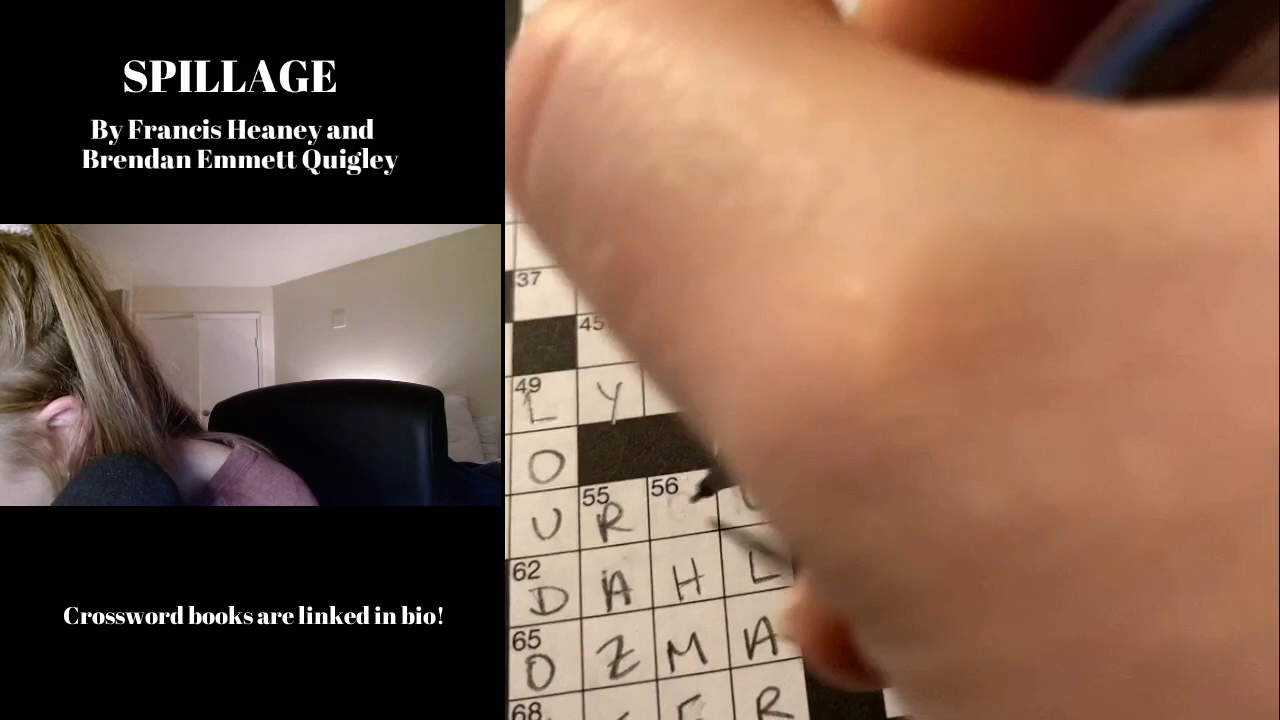 SPILLAGE
By Francis Heaney and
Brendan Emmett Quigley
37
45
49
L Y
O
55 56
U R
62
D A H L
65
O Z M A
68
R
Crossword books are linked in bio!